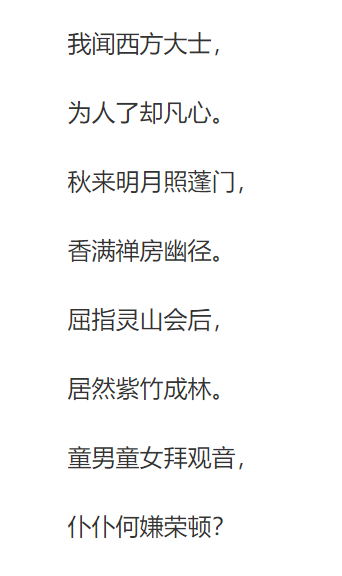 我闻西方大士，
为人了却凡心。
秋来明月照蓬门，
香满禅房幽径。
屈指灵山会后，
居然紫竹成林。
童男童女拜观音，
仆仆何嫌荣顿？